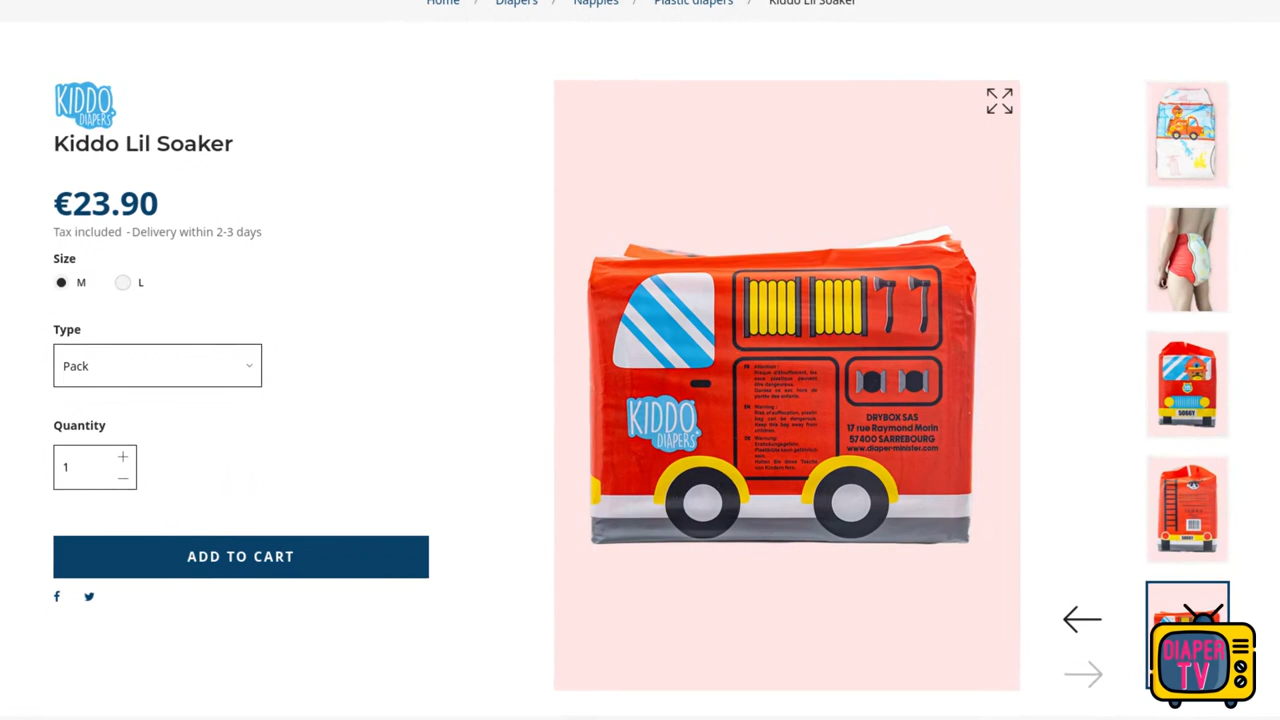 Home / Diapers / Nappies / Plastic diapers / Kiddo Lil Soaker
KIDDO
DIAPERS
Kiddo Lil Soaker
€23.90
Tax included - Delivery within 2-3 days
Size
M
L
Type
Pack
Quantity
1
ADD TO CART
KIDDO
DIAPERS
DRYBOX SAS
17 rue Raymond Morin
57400 SARREBOURG
www.diaper-minister.com
DIAPER
TV